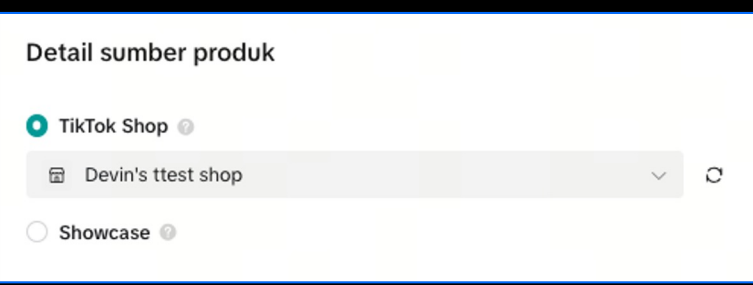 Detail sumber produk
TikTok Shop
Devin's ttest shop
Showcase